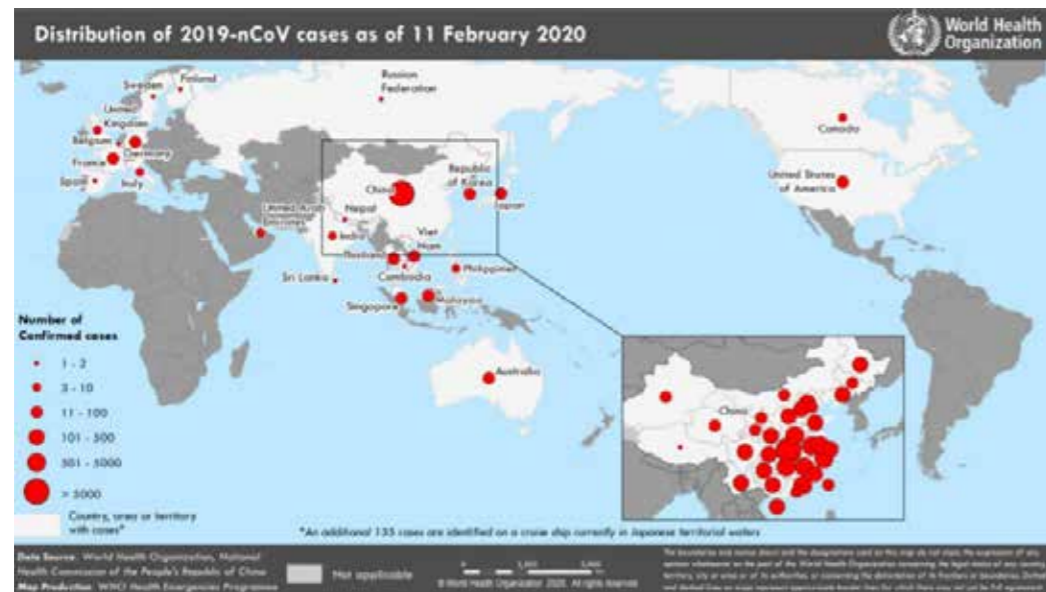 Distribution of 2019-nCoV cases as of 11 February 2020
World Health
Organization
Sweden
Finland
Russian
Federation
United
Kingdom
Belgium
Germany
France
Spain
Italy
Canada
United States
of America
China
Republic
of Korea
Japan
Nepal
United Arab
Emirates
India
Viet
Nam
Thailand
Cambodia
Philippines
Sri Lanka
Singapore
Malaysia
Australia
China
Number of
Confirmed cases
1 - 2
3 - 10
11 - 100
101 - 500
501 - 5000
> 5000
Country, area or territory
with cases*
*An additional 135 cases are identified on a cruise ship currently in Japanese territorial waters
Data Source: World Health Organization, National
Health Commission of the People's Republic of China
Map Production: WHO Health Emergencies Programme
Not applicable
© World Health Organization 2020. All rights reserved.